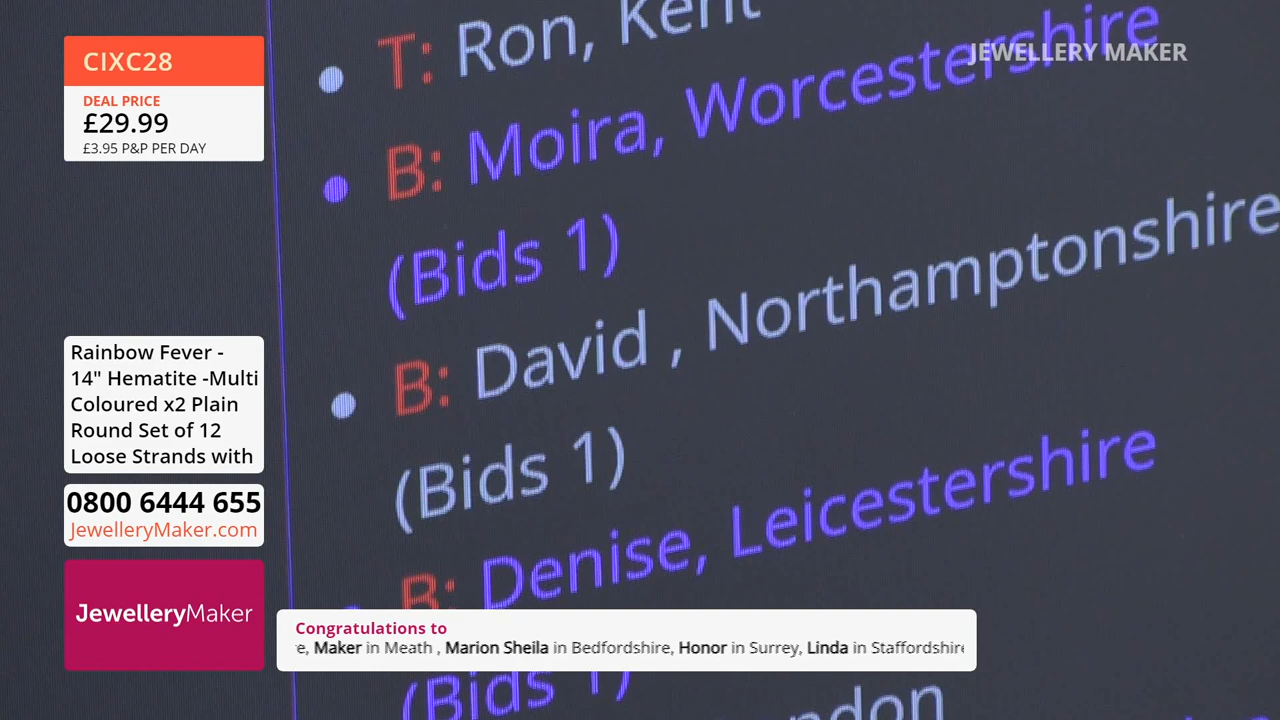 CIXC28
DEAL PRICE
£29.99
£3.95 P&P PER DAY
JEWELLERY MAKER
T: Ron, Kent
B: Moira, Worcestershire
(Bids 1)
B: David , Northamptonshire
(Bids 1)
B: Denise, Leicestershire
(Bids 1)
Rainbow Fever -
14" Hematite -Multi
Coloured x2 Plain
Round Set of 12
Loose Strands with
0800 6444 655
JewelleryMaker.com
JewelleryMaker
Congratulations to
Maker in Meath , Marion Sheila in Bedfordshire, Honor in Surrey, Linda in Staffordshire